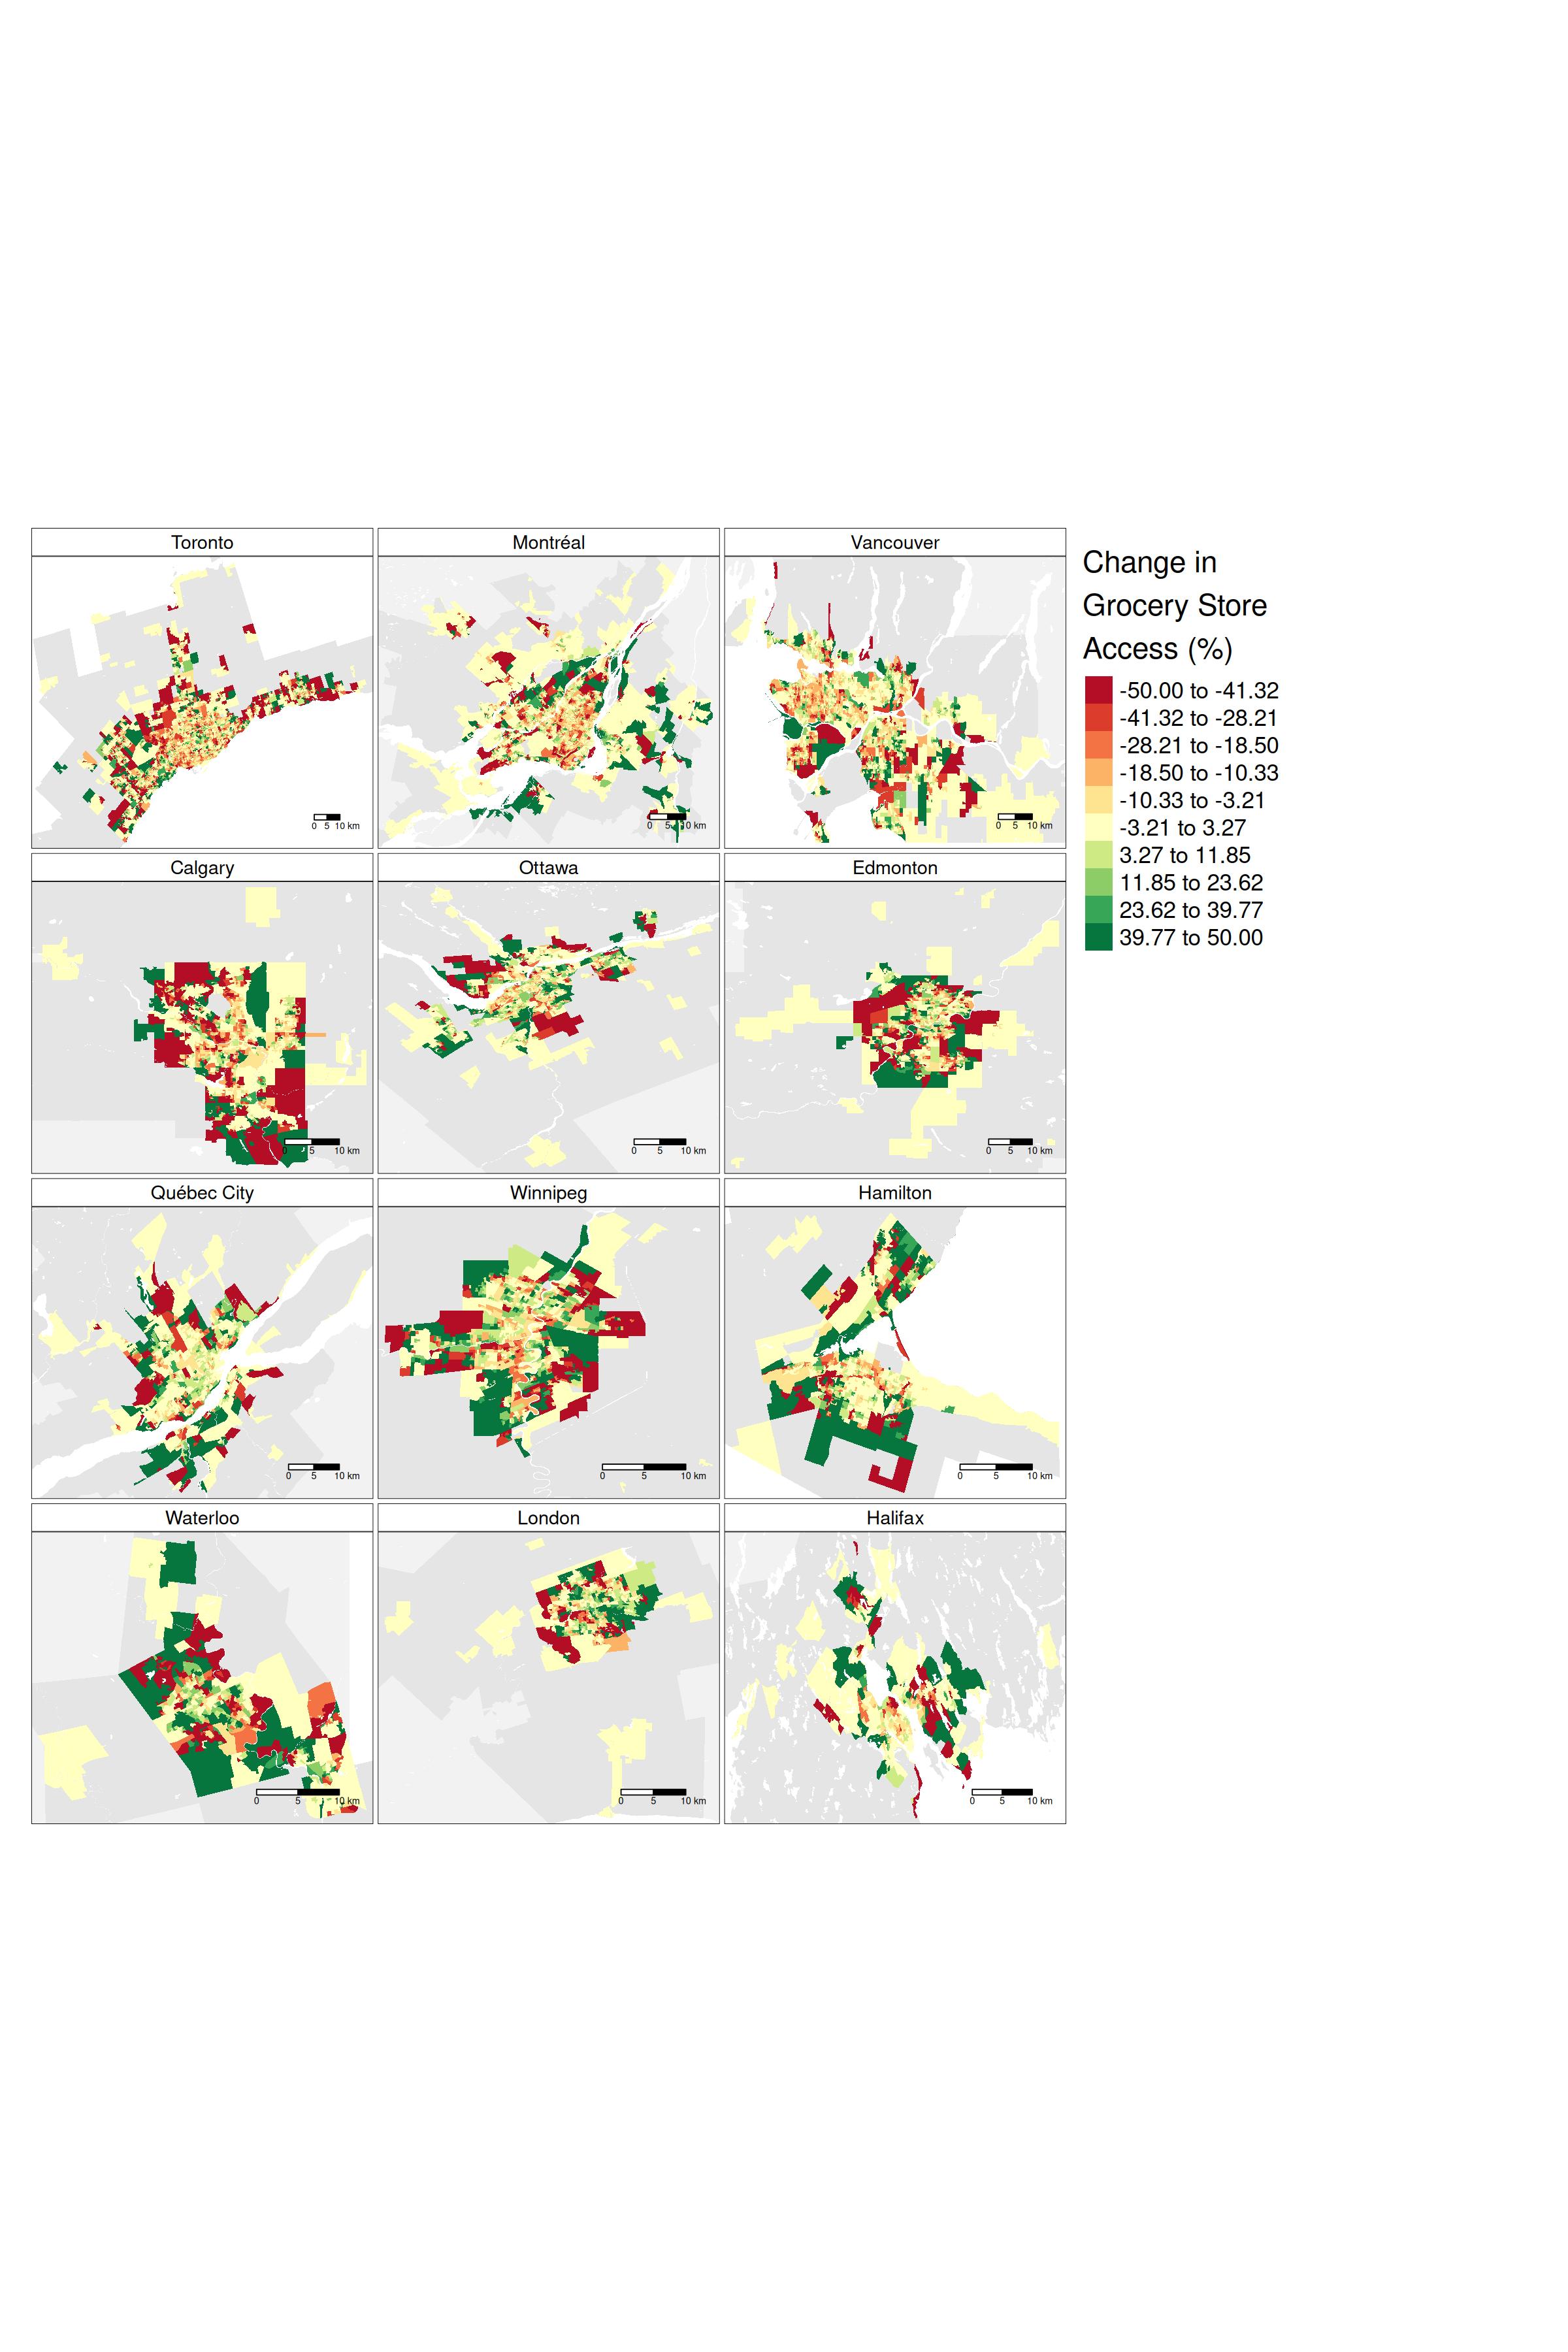 Toronto
Montréal
Vancouver
Change in
Grocery Store
Access (%)
-50.00 to -41.32
-41.32 to -28.21
-28.21 to -18.50
-18.50 to -10.33
-10.33 to -3.21
-3.21 to 3.27
3.27 to 11.85
11.85 to 23.62
23.62 to 39.77
39.77 to 50.00
0 5 10 km
0 5 10 km
0 5 10 km
Calgary
Ottawa
Edmonton
0 5 10 km
0 5 10 km
0 5 10 km
Québec City
Winnipeg
Hamilton
0 5 10 km
0 5 10 km
0 5 10 km
Waterloo
London
Halifax
0 5 10 km
0 5 10 km
0 5 10 km